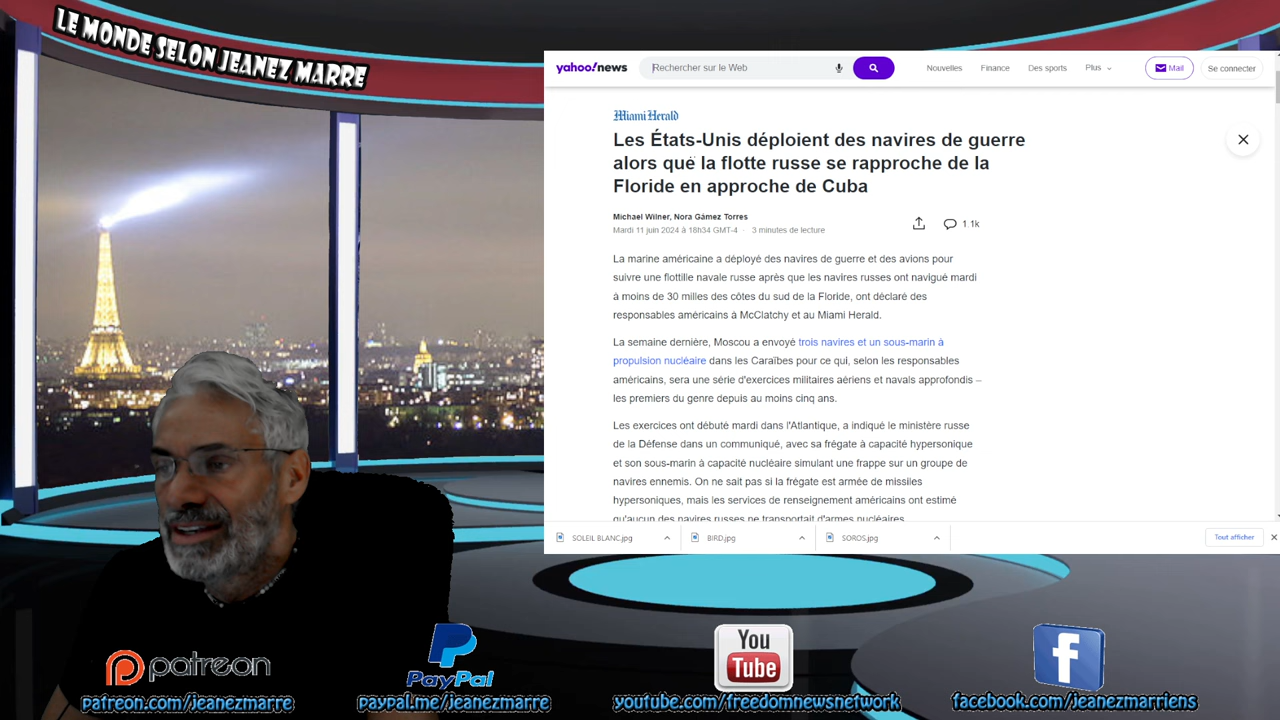 LE MONDE SELON JEANEZ MARRE
yahoo!news
Rechercher sur le Web
Nouvelles
Finance
Des sports
Plus
Mail
Se connecter
Miami Herald
Les États-Unis déploient des navires de guerre
alors que la flotte russe se rapproche de la
Floride en approche de Cuba
Michael Wilner, Nora Gámez Torres
Mardi 11 juin 2024 à 18h34 GMT-4 · 3 minutes de lecture
1.1k
La marine américaine a déployé des navires de guerre et des avions pour
suivre une flottille navale russe après que les navires russes ont navigué mardi
à moins de 30 milles des côtes du sud de la Floride, ont déclaré des
responsables américains à McClatchy et au Miami Herald.
La semaine dernière, Moscou a envoyé trois navires et un sous-marin à
propulsion nucléaire dans les Caraïbes pour ce qui, selon les responsables
américains, sera une série d'exercices militaires aériens et navals approfondis –
les premiers du genre depuis au moins cinq ans.
Les exercices ont débuté mardi dans l'Atlantique, a indiqué le ministère russe
de la Défense dans un communiqué, avec sa frégate à capacité hypersonique
et son sous-marin à capacité nucléaire simulant une frappe sur un groupe de
navires ennemis. On ne sait pas si la frégate est armée de missiles
hypersoniques, mais les services de renseignement américains ont estimé
qu'aucun des navires russes ne transportait d'armes nucléaires.
SOLEIL BLANC.jpg
BIRD.jpg
SOROS.jpg
Tout afficher
patreon
PayPal
You
Tube
f
patreon.com/jeanezmarre
paypal.me/jeanezmarre
youtube.com/freedomnewsnetwork
facebook.com/jeanezmarriens